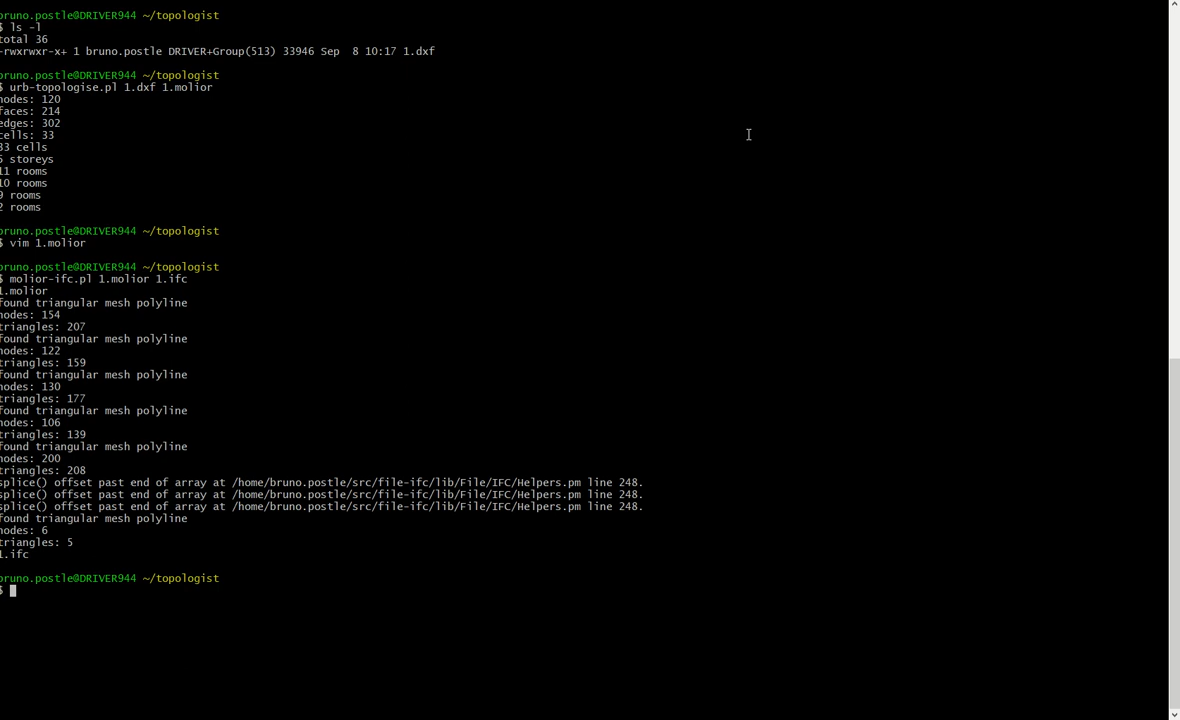 bruno.postle@DRIVER944 ~/topologist
$ ls -l
total 36
-rwxrwxr-x+ 1 bruno.postle DRIVER+Group(513) 33946 Sep  8 10:17 1.dxf
bruno.postle@DRIVER944 ~/topologist
$ urb-topologise.pl 1.dxf 1.molior
nodes: 120
faces: 214
edges: 302
cells: 33
33 cells
5 storeys
11 rooms
10 rooms
9 rooms
2 rooms
bruno.postle@DRIVER944 ~/topologist
$ vim 1.molior
bruno.postle@DRIVER944 ~/topologist
$ molior-ifc.pl 1.molior 1.ifc
1.molior
found triangular mesh polyline
nodes: 154
triangles: 207
found triangular mesh polyline
nodes: 122
triangles: 159
found triangular mesh polyline
nodes: 130
triangles: 177
found triangular mesh polyline
nodes: 106
triangles: 139
found triangular mesh polyline
nodes: 200
triangles: 208
splice() offset past end of array at /home/bruno.postle/src/file-ifc/lib/File/IFC/Helpers.pm line 248.
splice() offset past end of array at /home/bruno.postle/src/file-ifc/lib/File/IFC/Helpers.pm line 248.
splice() offset past end of array at /home/bruno.postle/src/file-ifc/lib/File/IFC/Helpers.pm line 248.
found triangular mesh polyline
nodes: 6
triangles: 5
1.ifc
bruno.postle@DRIVER944 ~/topologist
$